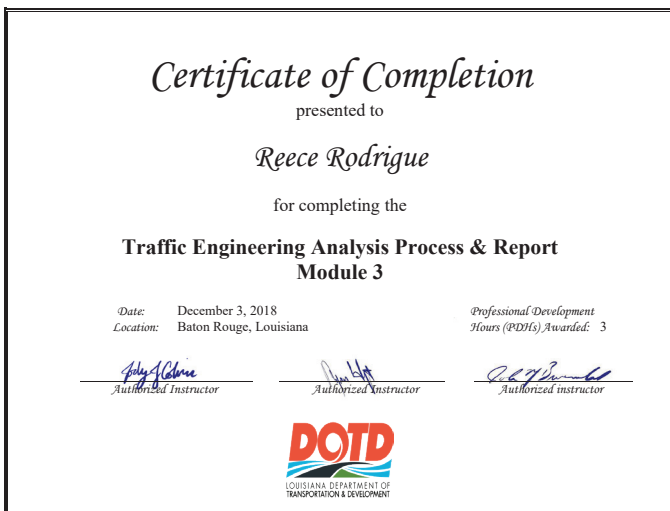 Certificate of Completion
presented to
Reece Rodrigue
for completing the
Traffic Engineering Analysis Process & Report
Module 3
Date: December 3, 2018
Location: Baton Rouge, Louisiana
Professional Development
Hours (PDHs) Awarded: 3
Authorized Instructor
Authorized Instructor
Authorized instructor
DOTD
LOUISIANA DEPARTMENT OF
TRANSPORTATION & DEVELOPMENT